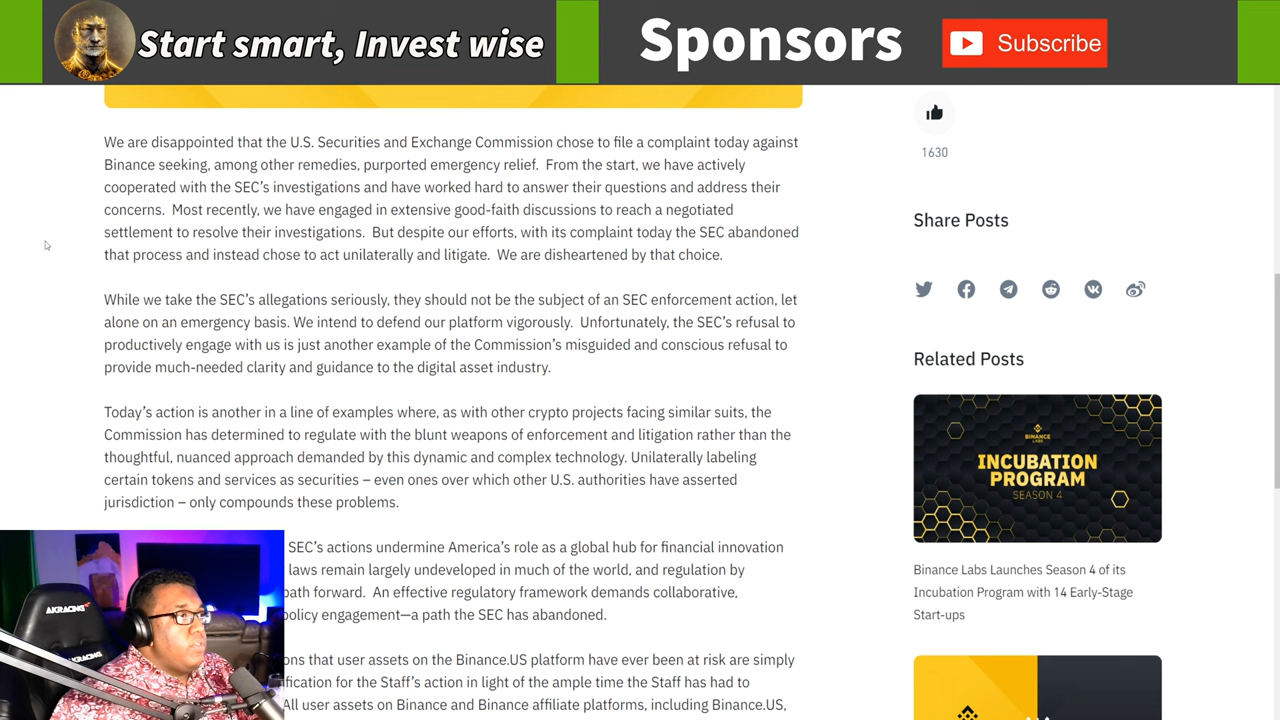 Start smart, Invest wise
Sponsors
Subscribe
We are disappointed that the U.S. Securities and Exchange Commission chose to file a complaint today against
Binance seeking, among other remedies, purported emergency relief. From the start, we have actively
cooperated with the SEC’s investigations and have worked hard to answer their questions and address their
concerns. Most recently, we have engaged in extensive good-faith discussions to reach a negotiated
settlement to resolve their investigations. But despite our efforts, with its complaint today the SEC abandoned
that process and instead chose to act unilaterally and litigate. We are disheartened by that choice.
While we take the SEC’s allegations seriously, they should not be the subject of an SEC enforcement action, let
alone on an emergency basis. We intend to defend our platform vigorously. Unfortunately, the SEC’s refusal to
productively engage with us is just another example of the Commission’s misguided and conscious refusal to
provide much-needed clarity and guidance to the digital asset industry.
Today’s action is another in a line of examples where, as with other crypto projects facing similar suits, the
Commission has determined to regulate with the blunt weapons of enforcement and litigation rather than the
thoughtful, nuanced approach demanded by this dynamic and complex technology. Unilaterally labeling
certain tokens and services as securities – even ones over which other U.S. authorities have asserted
jurisdiction – only compounds these problems.
SEC’s actions undermine America’s role as a global hub for financial innovation
laws remain largely undeveloped in much of the world, and regulation by
path forward. An effective regulatory framework demands collaborative,
policy engagement—a path the SEC has abandoned.
ons that user assets on the Binance.US platform have ever been at risk are simply
fication for the Staff’s action in light of the ample time the Staff has had to
All user assets on Binance and Binance affiliate platforms, including Binance.US,
1630
Share Posts
Related Posts
BINANCE
LABS
INCUBATION
PROGRAM
SEASON 4
Binance Labs Launches Season 4 of its
Incubation Program with 14 Early-Stage
Start-ups
AKRACING